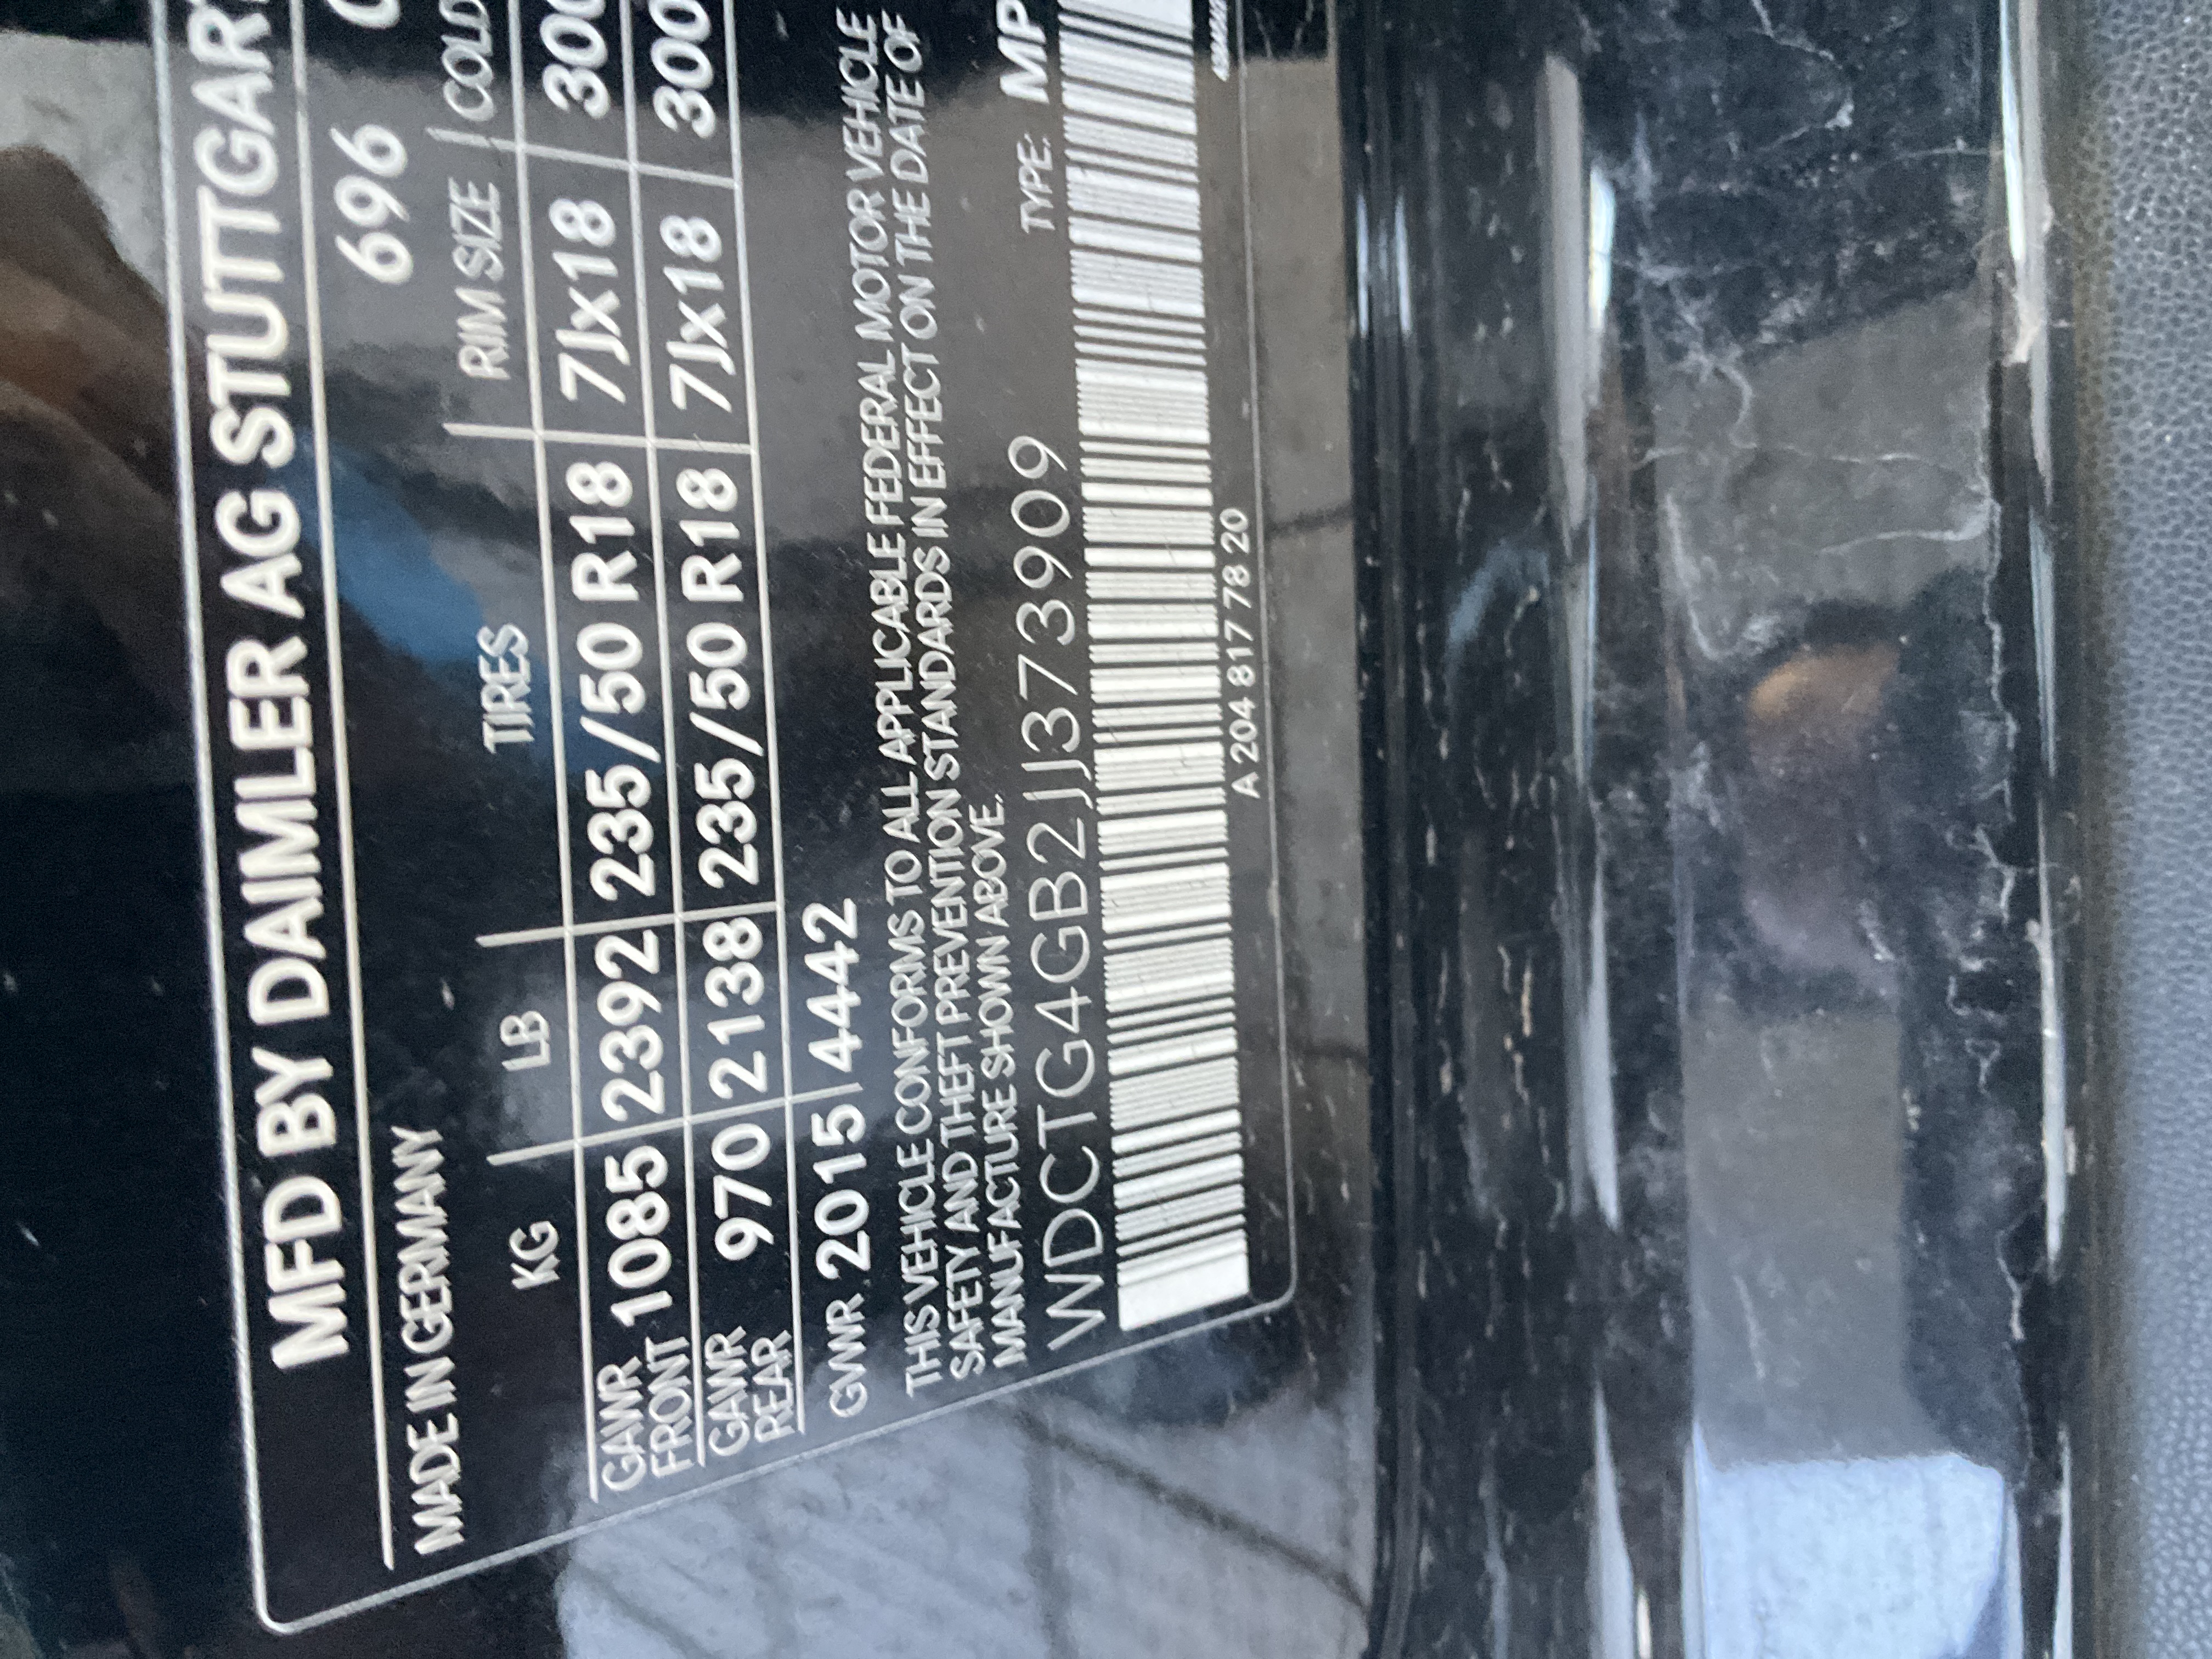 MFD BY DAIMLER AG STUTTGART
MADE IN GERMANY 696
KG LB TIRES RIM SIZE COLD
GAWR FRONT 1085 2392 235/50 R18 7Jx18 300
GAWR REAR 970 2138 235/50 R18 7Jx18 300
GVWR 2015 4442
THIS VEHICLE CONFORMS TO ALL APPLICABLE FEDERAL MOTOR VEHICLE
SAFETY AND THEFT PREVENTION STANDARDS IN EFFECT ON THE DATE OF
MANUFACTURE SHOWN ABOVE.
WDCTG4GB2JJ373909 TYPE: MP
A 204 817 78 20